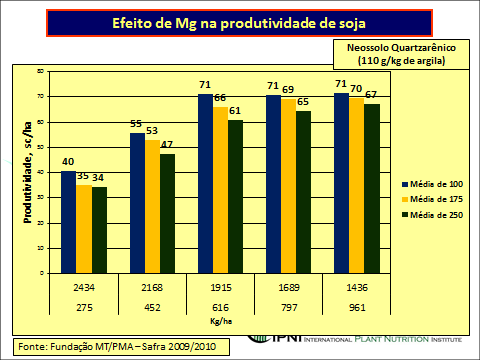 Efeito de Mg na produtividade de soja
Neossolo Quartzarênico
(110 g/kg de argila)
Produtividade, sc/ha
80
70
60
50
40
30
20
10
0
40 35 34
55 53 47
71 66 61
71 69 65
71 70 67
Média de 100
Média de 175
Média de 250
2434 2168 1915 1689 1436
275 452 616 797 961
Kg/ha
Fonte: Fundação MT/PMA – Safra 2009/2010
IPNI INTERNATIONAL PLANT NUTRITION INSTITUTE